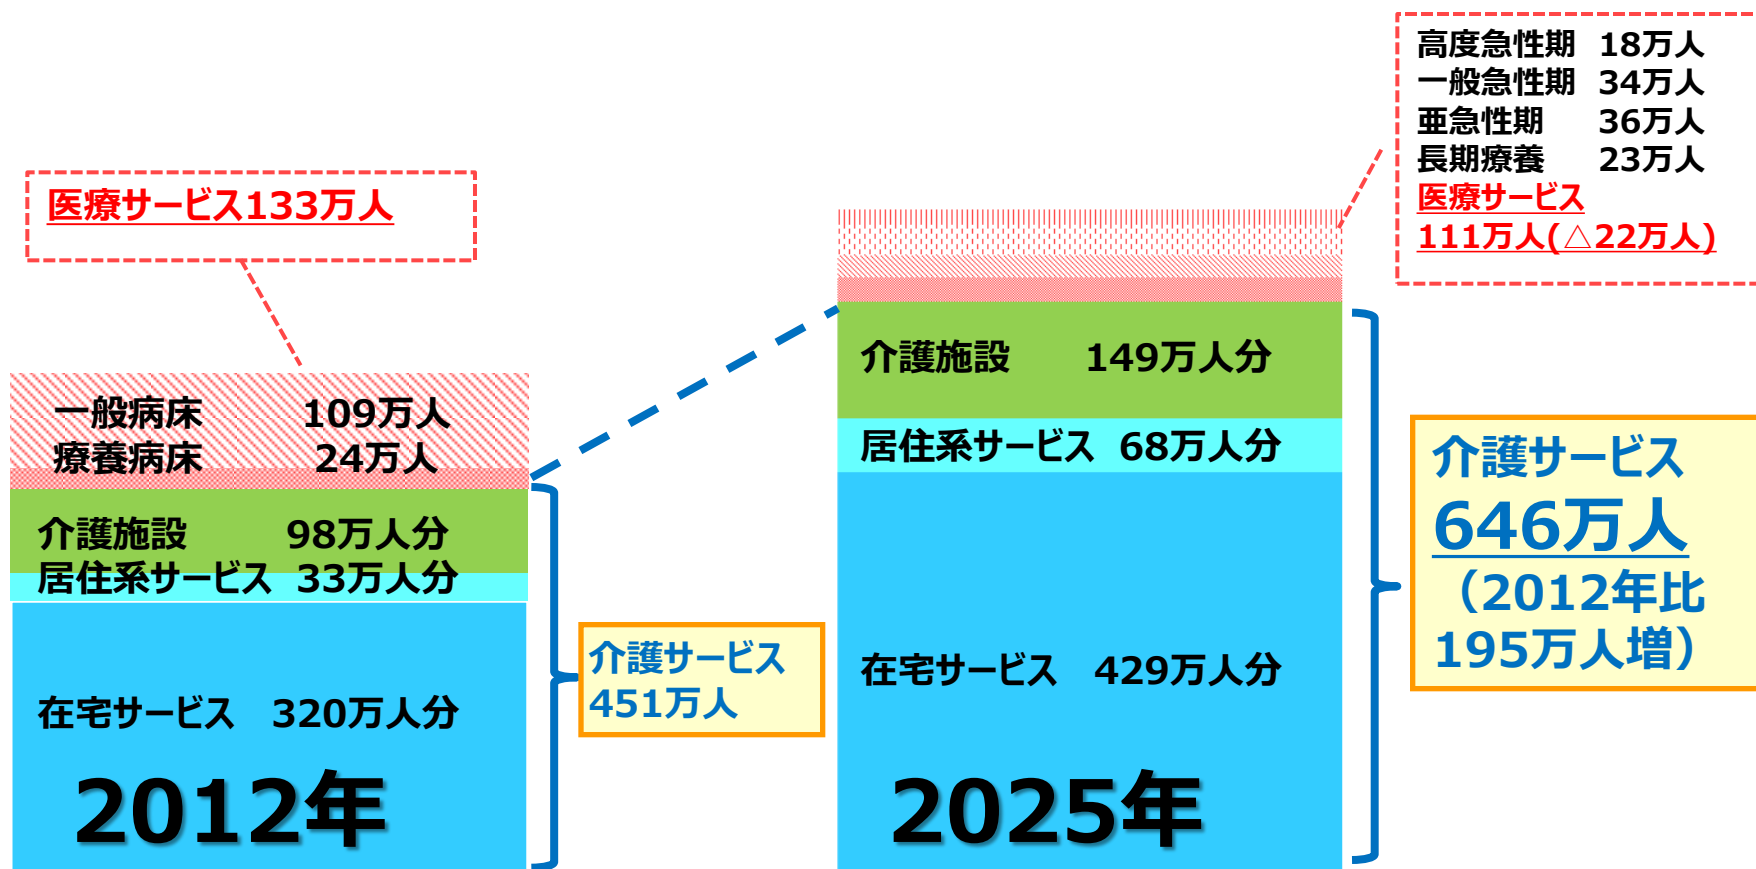 医療サービス133万人
一般病床 109万人
療養病床 24万人
介護施設 98万人分
居住系サービス 33万人分
在宅サービス 320万人分
2012年
介護サービス
451万人
高度急性期 18万人
一般急性期 34万人
亜急性期 36万人
長期療養 23万人
医療サービス
111万人(△22万人)
介護施設 149万人分
居住系サービス 68万人分
在宅サービス 429万人分
2025年
介護サービス
646万人
（2012年比
195万人増）